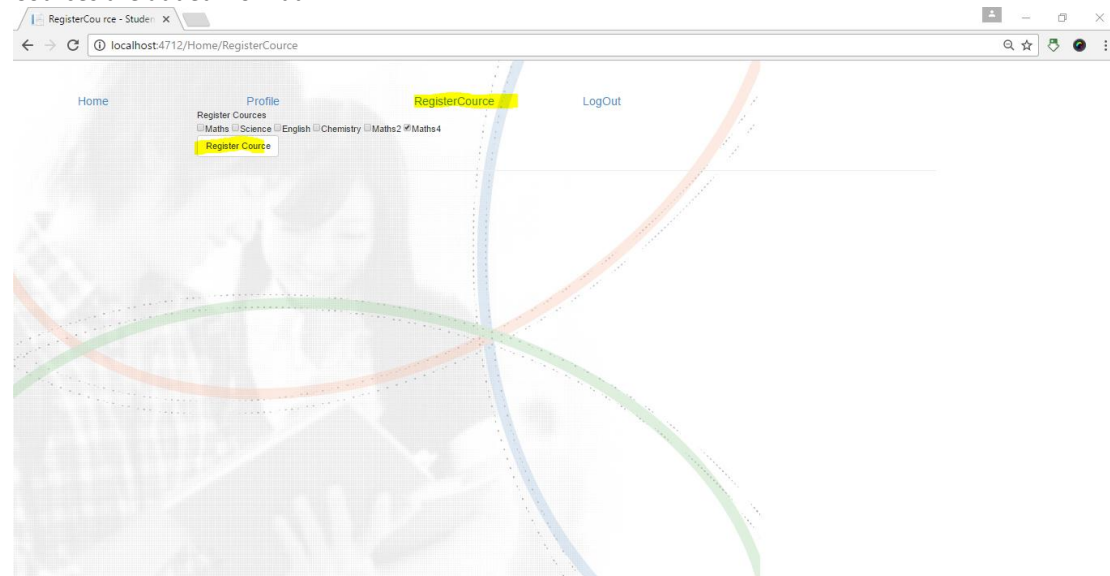 RegisterCou rce - Studen
localhost:4712/Home/RegisterCource
Home Profile RegisterCource LogOut
Register Cources
Maths Science English Chemistry Maths2 Maths4
Register Cource